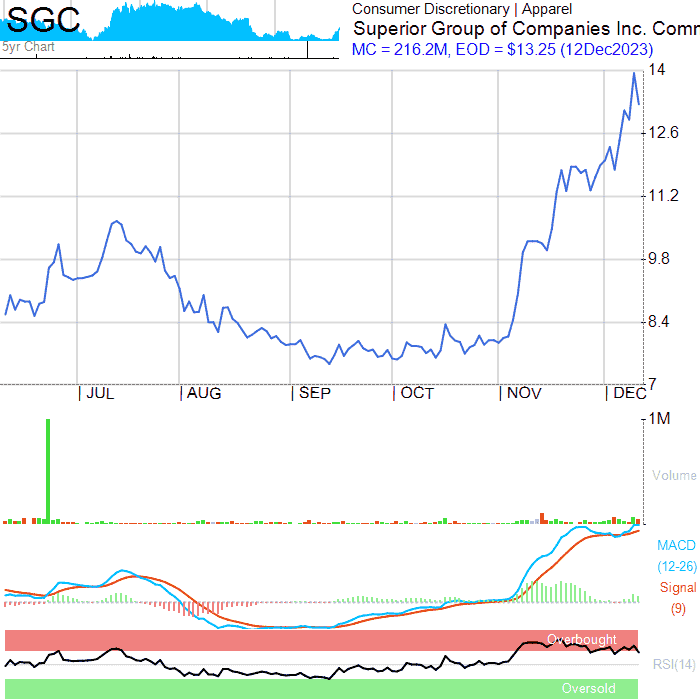 SGC
Consumer Discretionary | Apparel
Superior Group of Companies Inc. Comm
5yr Chart
MC = 216.2M, EOD = $13.25 (12Dec2023)
14
12.6
11.2
9.8
8.4
7
| JUL | AUG | SEP | OCT | NOV | DEC
1M
Volume
MACD
(12-26)
Signal
(9)
Overbought
RSI(14)
Oversold